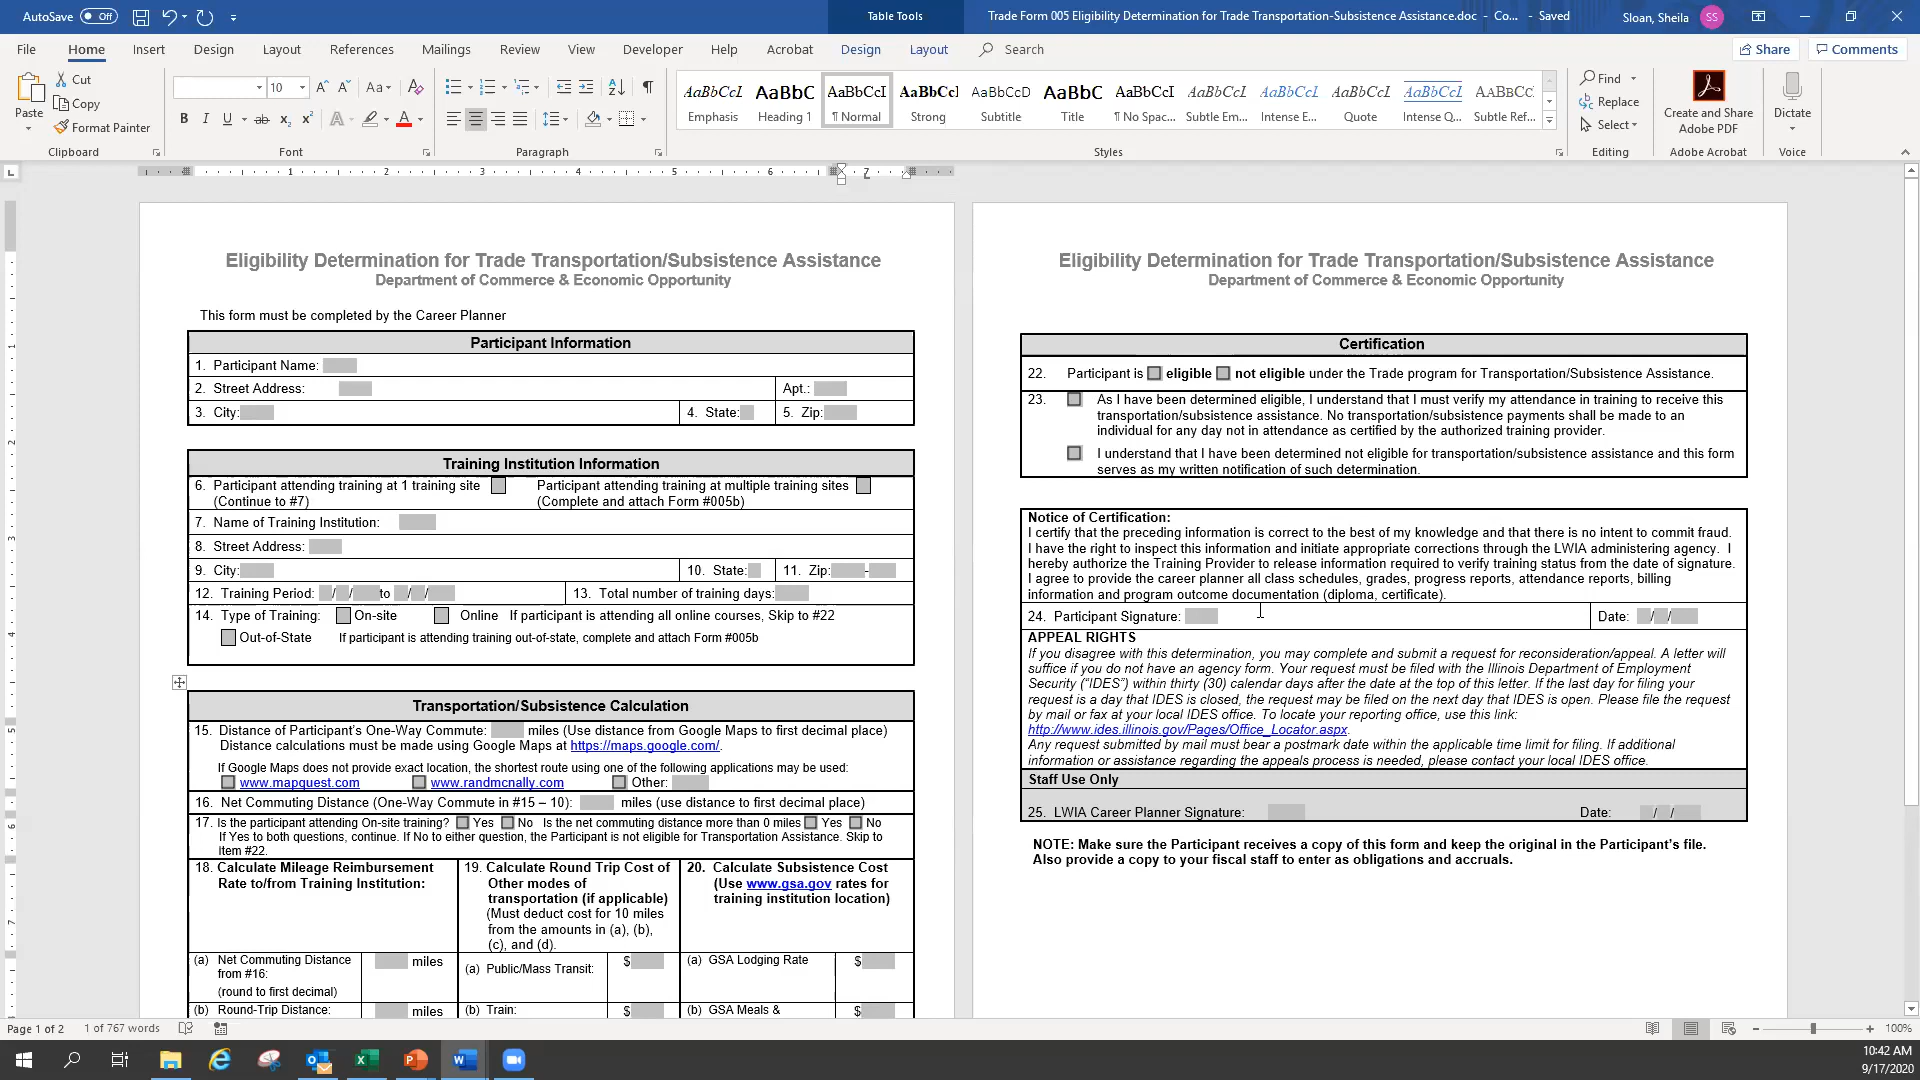 AutoSave Off
Table Tools
Trade Form 005 Eligibility Determination for Trade Transportation-Subsistence Assistance.doc - Co... - Saved
Sloan, Sheila SS
File Home Insert Design Layout References Mailings Review View Developer Help Acrobat Design Layout Search
Share Comments
Paste Cut Copy Format Painter
10
Emphasis Heading 1 ¶ Normal Strong Subtitle Title ¶ No Spac... Subtle Em... Intense E... Quote Intense Q... Subtle Ref...
Find Replace Select
Create and Share Adobe PDF
Dictate
Clipboard Font Paragraph Styles Editing Adobe Acrobat Voice
Eligibility Determination for Trade Transportation/Subsistence Assistance
Department of Commerce & Economic Opportunity
This form must be completed by the Career Planner
Participant Information
1. Participant Name:
2. Street Address: Apt.:
3. City: 4. State: 5. Zip:
Training Institution Information
6. Participant attending training at 1 training site Participant attending training at multiple training sites
(Continue to #7) (Complete and attach Form #005b)
7. Name of Training Institution:
8. Street Address:
9. City: 10. State: 11. Zip: -
12. Training Period: / / to / / 13. Total number of training days:
14. Type of Training: On-site Online If participant is attending all online courses, Skip to #22
Out-of-State If participant is attending training out-of-state, complete and attach Form #005b
Transportation/Subsistence Calculation
15. Distance of Participant's One-Way Commute: miles (Use distance from Google Maps to first decimal place)
Distance calculations must be made using Google Maps at https://maps.google.com/.
If Google Maps does not provide exact location, the shortest route using one of the following applications may be used:
www.mapquest.com www.randmcnally.com Other:
16. Net Commuting Distance (One-Way Commute in #15 – 10): miles (use distance to first decimal place)
17. Is the participant attending On-site training? Yes No Is the net commuting distance more than 0 miles Yes No
If Yes to both questions, continue. If No to either question, the Participant is not eligible for Transportation Assistance. Skip to
Item #22.
18. Calculate Mileage Reimbursement
Rate to/from Training Institution:
19. Calculate Round Trip Cost of
Other modes of
transportation (if applicable)
(Must deduct cost for 10 miles
from the amounts in (a), (b),
(c), and (d).
20. Calculate Subsistence Cost
(Use www.gsa.gov rates for
training institution location)
(a) Net Commuting Distance
from #16:
(round to first decimal)
miles
(a) Public/Mass Transit: $
(a) GSA Lodging Rate $
(b) Round-Trip Distance: miles
(b) Train: $
(b) GSA Meals & $
Eligibility Determination for Trade Transportation/Subsistence Assistance
Department of Commerce & Economic Opportunity
Certification
22. Participant is eligible not eligible under the Trade program for Transportation/Subsistence Assistance.
23. As I have been determined eligible, I understand that I must verify my attendance in training to receive this
transportation/subsistence assistance. No transportation/subsistence payments shall be made to an
individual for any day not in attendance as certified by the authorized training provider.
I understand that I have been determined not eligible for transportation/subsistence assistance and this form
serves as my written notification of such determination.
Notice of Certification:
I certify that the preceding information is correct to the best of my knowledge and that there is no intent to commit fraud.
I have the right to inspect this information and initiate appropriate corrections through the LWIA administering agency. I
hereby authorize the Training Provider to release information required to verify training status from the date of signature.
I agree to provide the career planner all class schedules, grades, progress reports, attendance reports, billing
information and program outcome documentation (diploma, certificate).
24. Participant Signature: Date: / /
APPEAL RIGHTS
If you disagree with this determination, you may complete and submit a request for reconsideration/appeal. A letter will
suffice if you do not have an agency form. Your request must be filed with the Illinois Department of Employment
Security (“IDES”) within thirty (30) calendar days after the date at the top of this letter. If the last day for filing your
request is a day that IDES is closed, the request may be filed on the next day that IDES is open. Please file the request
by mail or fax at your local IDES office. To locate your reporting office, use this link:
http://www.ides.illinois.gov/Pages/Office_Locator.aspx.
Any request submitted by mail must bear a postmark date within the applicable time limit for filing. If additional
information or assistance regarding the appeals process is needed, please contact your local IDES office.
Staff Use Only
25. LWIA Career Planner Signature: Date: / /
NOTE: Make sure the Participant receives a copy of this form and keep the original in the Participant's file.
Also provide a copy to your fiscal staff to enter as obligations and accruals.
Page 1 of 2 1 of 767 words
100%
10:42 AM
9/17/2020